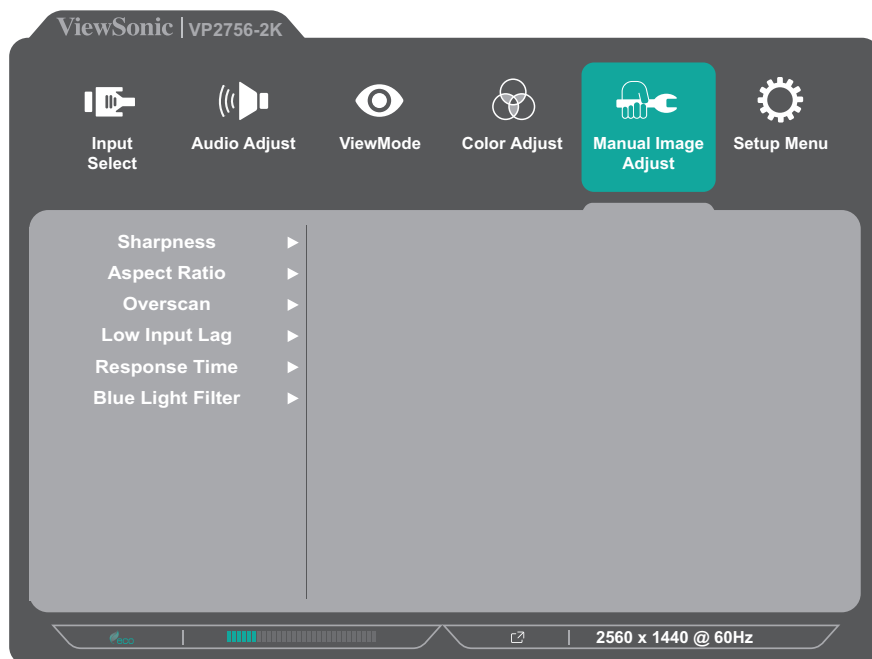 ViewSonic | VP2756-2K
Input Select
Audio Adjust
ViewMode
Color Adjust
Manual Image Adjust
Setup Menu
Sharpness
Aspect Ratio
Overscan
Low Input Lag
Response Time
Blue Light Filter
eco
2560 x 1440 @ 60Hz